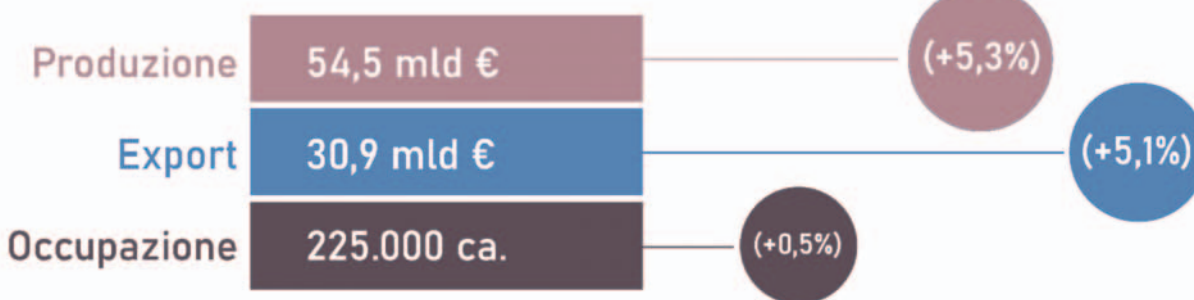 Produzione 54,5 mld € (+5,3%)
Export 30,9 mld € (+5,1%)
Occupazione 225.000 ca. (+0,5%)